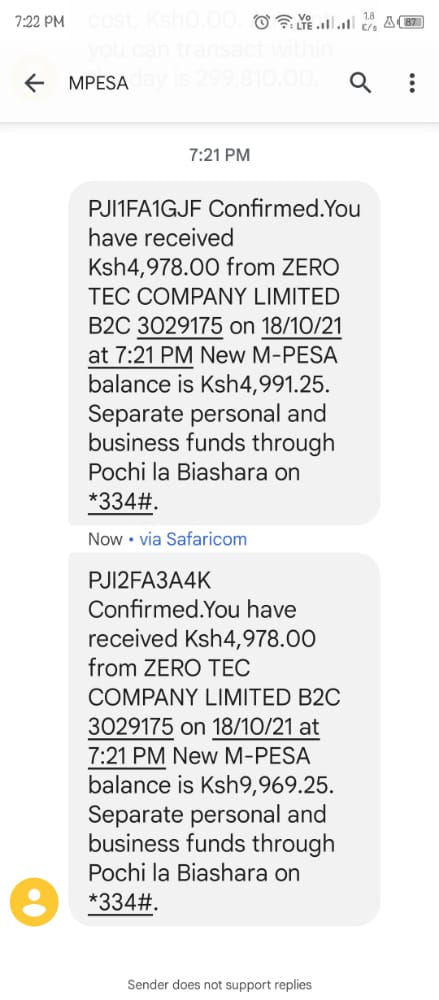 7:22 PM
Vo
LTE
1.8
K/s
87
cost, Ksh0.00.
you can transact within
day is 299,810.00.
MPESA
7:21 PM
PJI1FA1GJF Confirmed.You
have received
Ksh4,978.00 from ZERO
TEC COMPANY LIMITED
B2C 3029175 on 18/10/21
at 7:21 PM New M-PESA
balance is Ksh4,991.25.
Separate personal and
business funds through
Pochi la Biashara on
*334#.
Now • via Safaricom
PJI2FA3A4K
Confirmed.You have
received Ksh4,978.00
from ZERO TEC
COMPANY LIMITED B2C
3029175 on 18/10/21 at
7:21 PM New M-PESA
balance is Ksh9,969.25.
Separate personal and
business funds through
Pochi la Biashara on
*334#.
Sender does not support replies